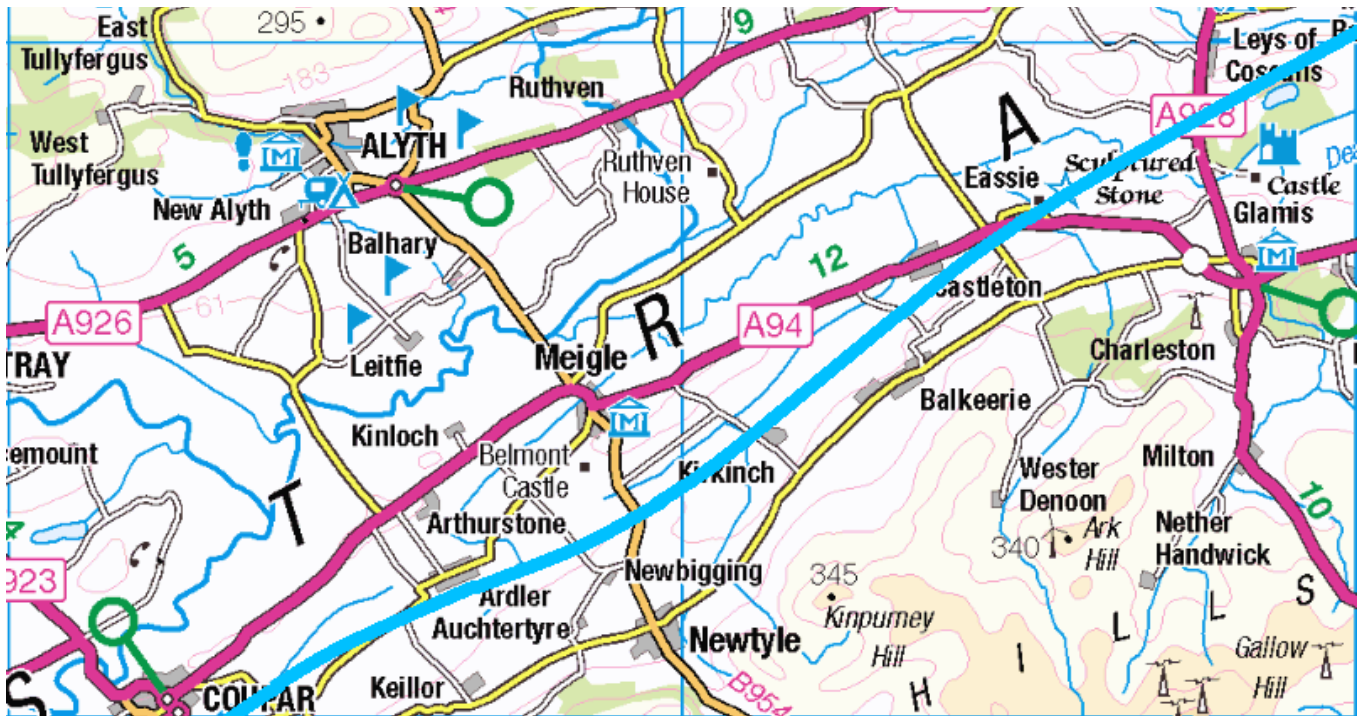 295
9
East
Tullyfergus
Leys of
Cossans
183
Ruthven
A928
West
Tullyfergus
ALYTH
A
M
Ruthven
House
Eassie
Sculptured
Stone
Castle
Glamis
New Alyth
Balhary
5
12
M
61
Castleton
A926
R
A94
Meigle
Charleston
TRAY
Leitfie
Balkeerie
Kinloch
M
emount
Belmont
Castle
Kirkinch
Wester
Denoon
Milton
T
Arthurstone
Ark
Hill
340
Nether
Handwick
10
923
Newbigging
345
Ardler
Auchtertyre
Kinpurney
Hill
S
L
L
Newtyle
I
Gallow
Hill
COUPAR
Keillor
B954
H
S